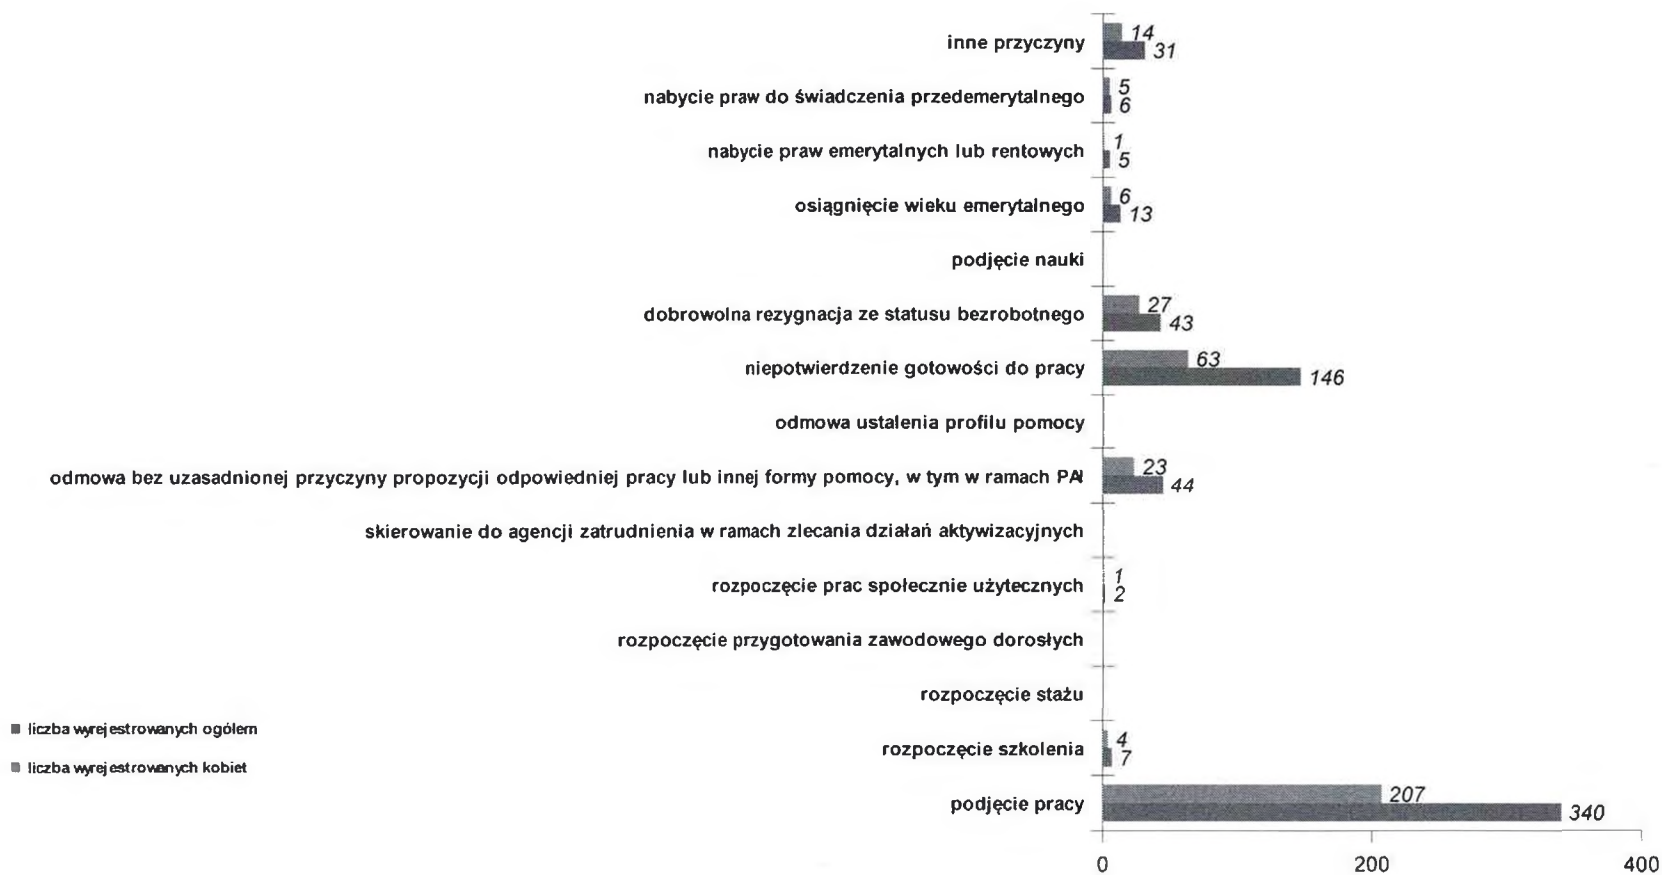 inne przyczyny
14
31
nabycie praw do świadczenia przedemerytalnego
5
6
nabycie praw emerytalnych lub rentowych
1
5
osiągnięcie wieku emerytalnego
6
13
podjęcie nauki
dobrowolna rezygnacja ze statusu bezrobotnego
27
43
niepotwierdzenie gotowości do pracy
63
146
odmowa ustalenia profilu pomocy
odmowa bez uzasadnionej przyczyny propozycji odpowiedniej pracy lub innej formy pomocy, w tym w ramach PAI
23
44
skierowanie do agencji zatrudnienia w ramach zlecania działań aktywizacyjnych
rozpoczęcie prac społecznie użytecznych
1
2
rozpoczęcie przygotowania zawodowego dorosłych
rozpoczęcie stażu
rozpoczęcie szkolenia
4
7
podjęcie pracy
207
340
0 200 400
liczba wyrejestrowanych ogółem
liczba wyrejestrowanych kobiet